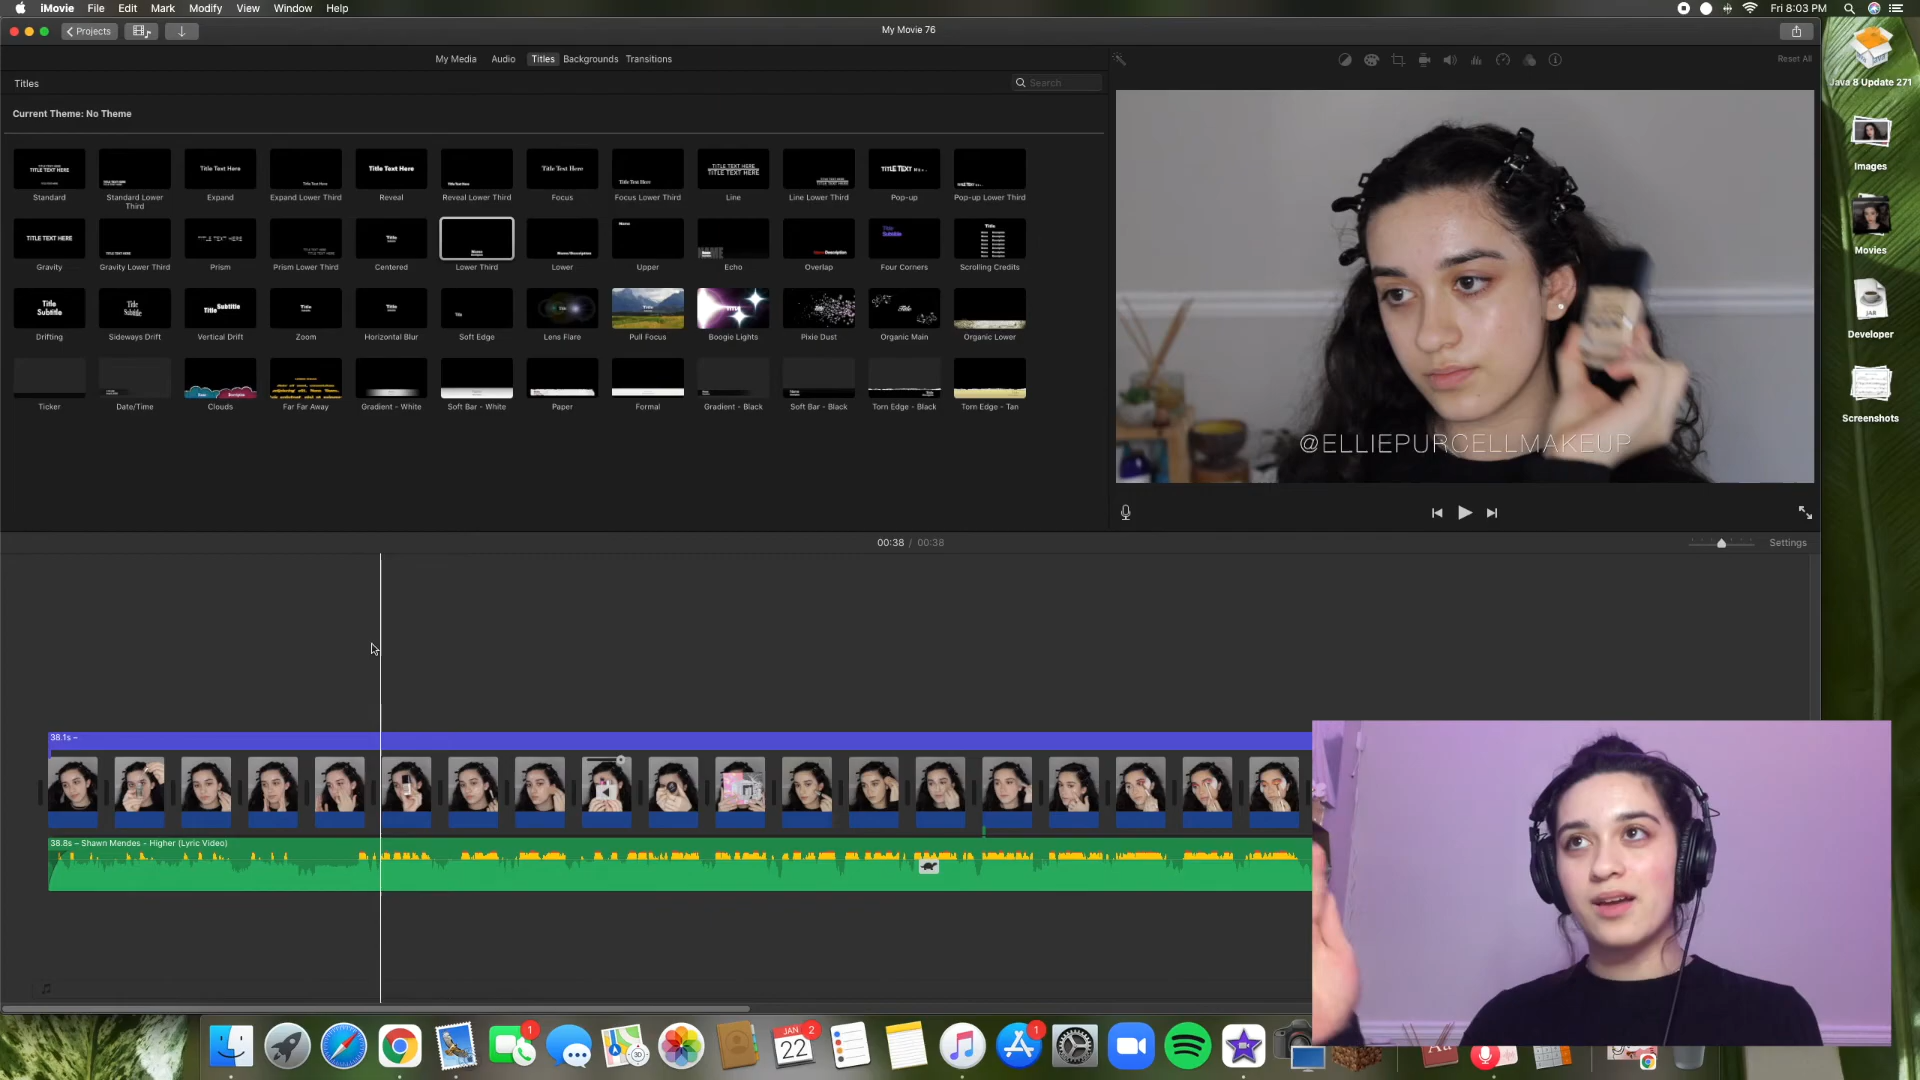 iMovie File Edit Mark Modify View Window Help
Fri 8:03 PM
Projects
My Movie 76
My Media Audio Titles Backgrounds Transitions
Reset All
Titles
Search
Current Theme: No Theme
Standard
Standard Lower Third
Expand
Expand Lower Third
Reveal
Reveal Lower Third
Focus
Focus Lower Third
Line
Line Lower Third
Pop-up
Pop-up Lower Third
Gravity
Gravity Lower Third
Prism
Prism Lower Third
Centered
Lower Third
Lower
Upper
Echo
Overlap
Four Corners
Scrolling Credits
Drifting
Sideways Drift
Vertical Drift
Zoom
Horizontal Blur
Soft Edge
Lens Flare
Pull Focus
Boogie Lights
Pixie Dust
Organic Main
Organic Lower
Ticker
Date/Time
Clouds
Far Far Away
Gradient - White
Soft Bar - White
Paper
Formal
Gradient - Black
Soft Bar - Black
Torn Edge - Black
Torn Edge - Tan
@ELLIEPURCELLMAKEUP
Java 8 Update 271
Images
Movies
JAR
Developer
Screenshots
00:38 / 00:38
Settings
38.1s –
38.8s – Shawn Mendes - Higher (Lyric Video)
1
JAN
22
2
1